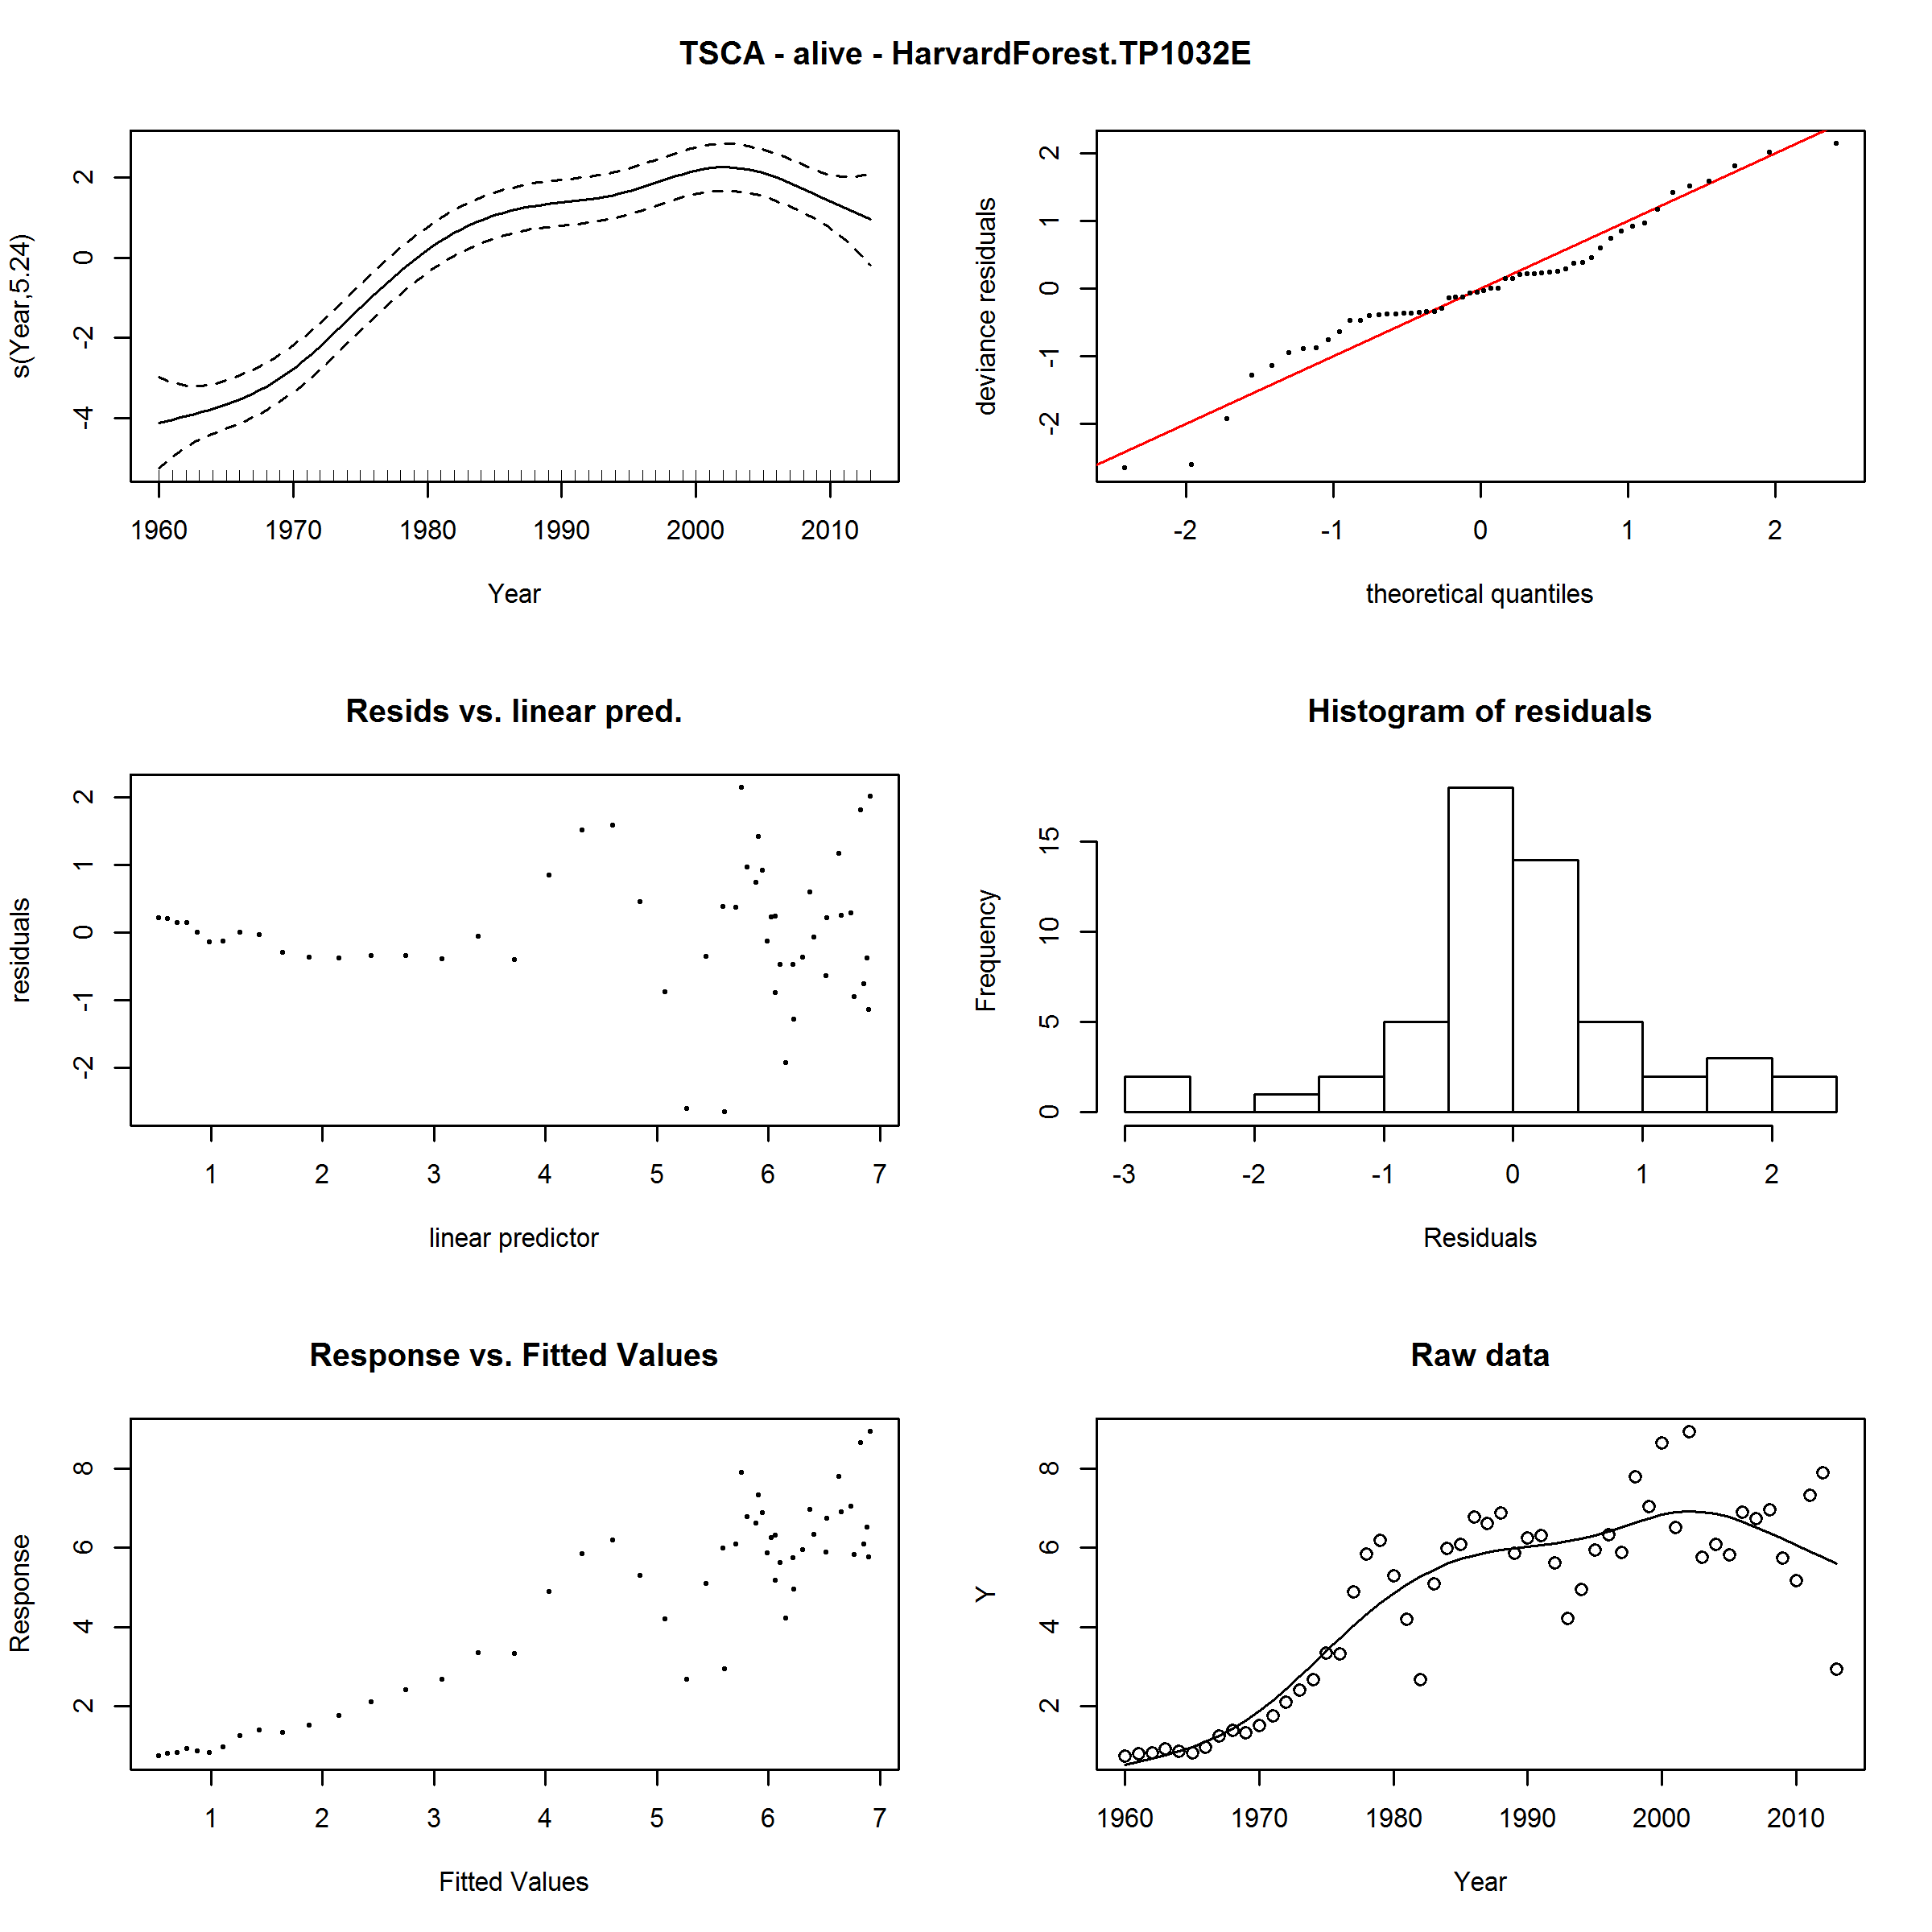 TSCA - alive - HarvardForest.TP1032E
s(Year,5.24)
2
0
-2
-4
1960 1970 1980 1990 2000 2010
Year
deviance residuals
2
1
0
-1
-2
-2 -1 0 1 2
theoretical quantiles
Resids vs. linear pred.
residuals
2
1
0
-1
-2
1 2 3 4 5 6 7
linear predictor
Histogram of residuals
Frequency
15
10
5
0
-3 -2 -1 0 1 2
Residuals
Response vs. Fitted Values
Response
8
6
4
2
1 2 3 4 5 6 7
Fitted Values
Raw data
Y
8
6
4
2
1960 1970 1980 1990 2000 2010
Year